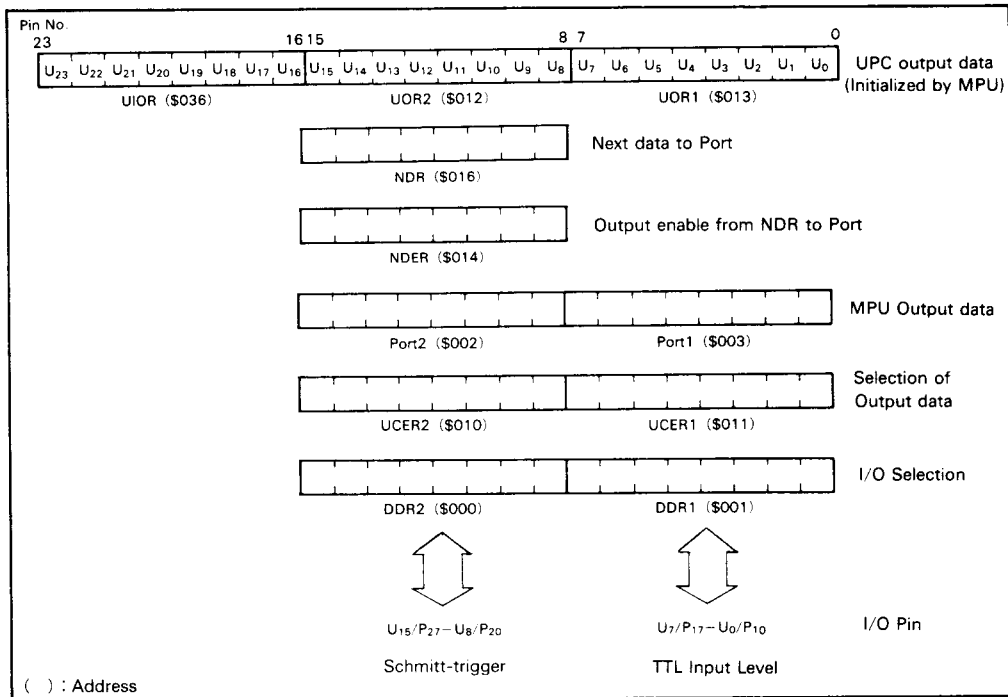 Pin No.
23 16 15 8 7 0
U23 U22 U21 U20 U19 U18 U17 U16 U15 U14 U13 U12 U11 U10 U9 U8 U7 U6 U5 U4 U3 U2 U1 U0
UPC output data
(Initialized by MPU)
UIOR ($036) UOR2 ($012) UOR1 ($013)
Next data to Port
NDR ($016)
Output enable from NDR to Port
NDER ($014)
MPU Output data
Port2 ($002) Port1 ($003)
Selection of
Output data
UCER2 ($010) UCER1 ($011)
I/O Selection
DDR2 ($000) DDR1 ($001)
U15/P27–U8/P20 U7/P17–U0/P10 I/O Pin
Schmitt-trigger TTL Input Level
( ) : Address